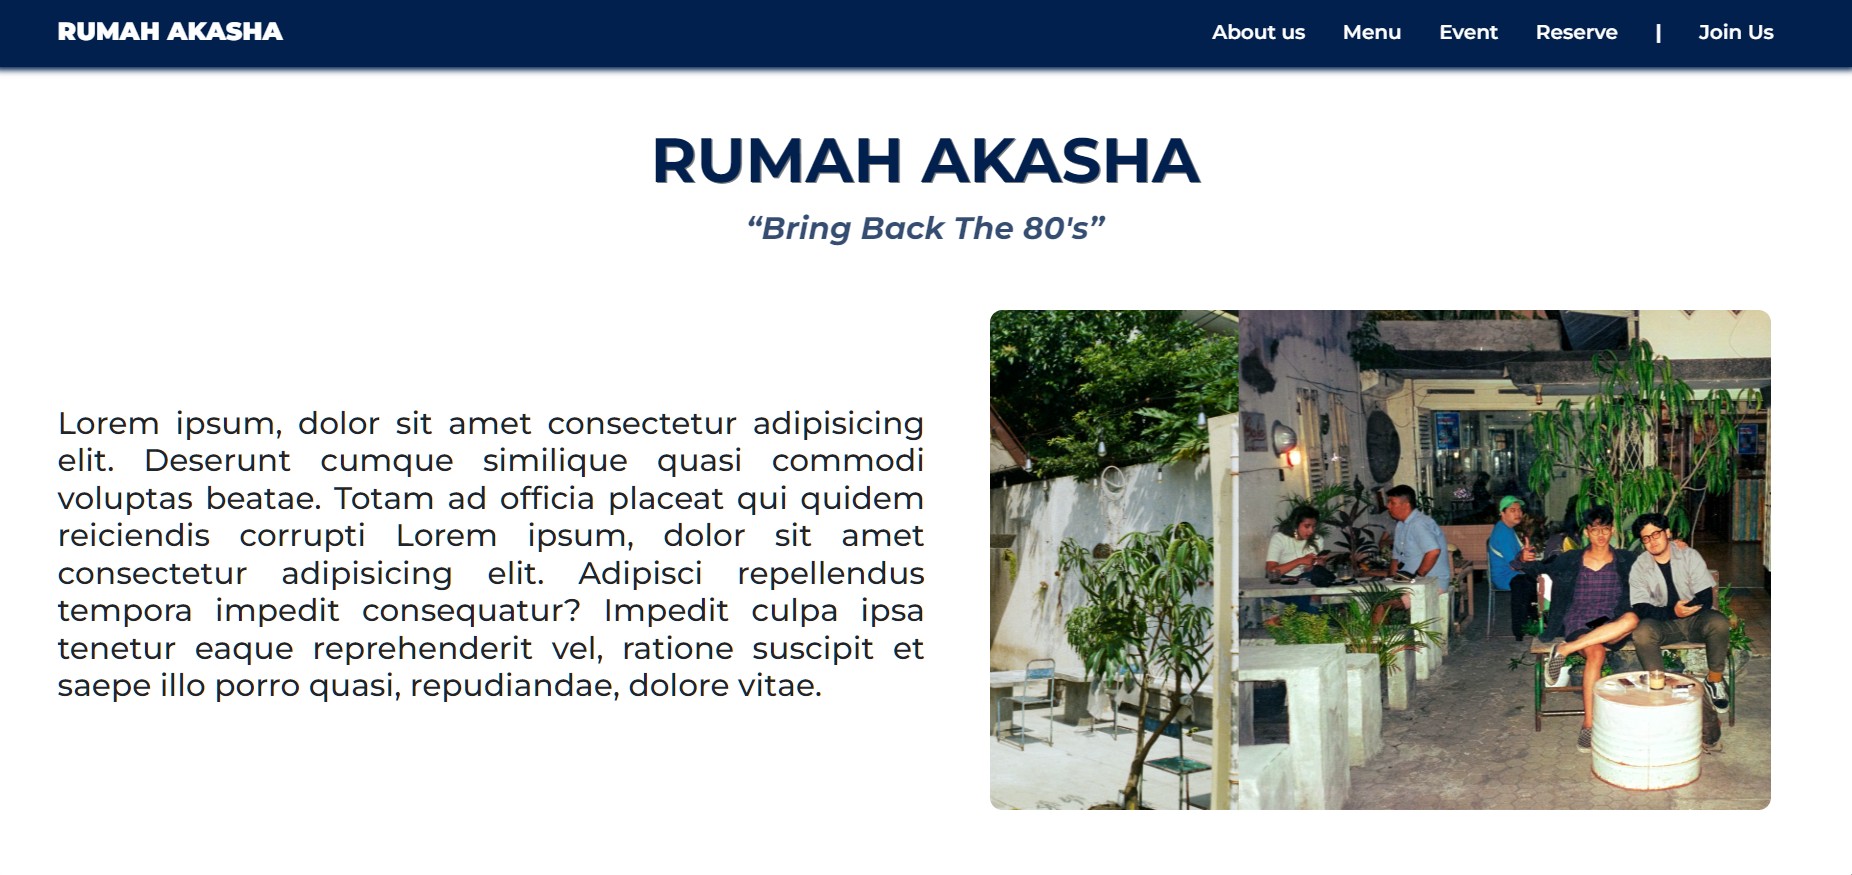 RUMAH AKASHA
About us Menu Event Reserve | Join Us
RUMAH AKASHA
“Bring Back The 80's”
Lorem ipsum, dolor sit amet consectetur adipisicing
elit. Deserunt cumque similique quasi commodi
voluptas beatae. Totam ad officia placeat qui quidem
reiciendis corrupti Lorem ipsum, dolor sit amet
consectetur adipisicing elit. Adipisci repellendus
tempora impedit consequatur? Impedit culpa ipsa
tenetur eaque reprehenderit vel, ratione suscipit et
saepe illo porro quasi, repudiandae, dolore vitae.